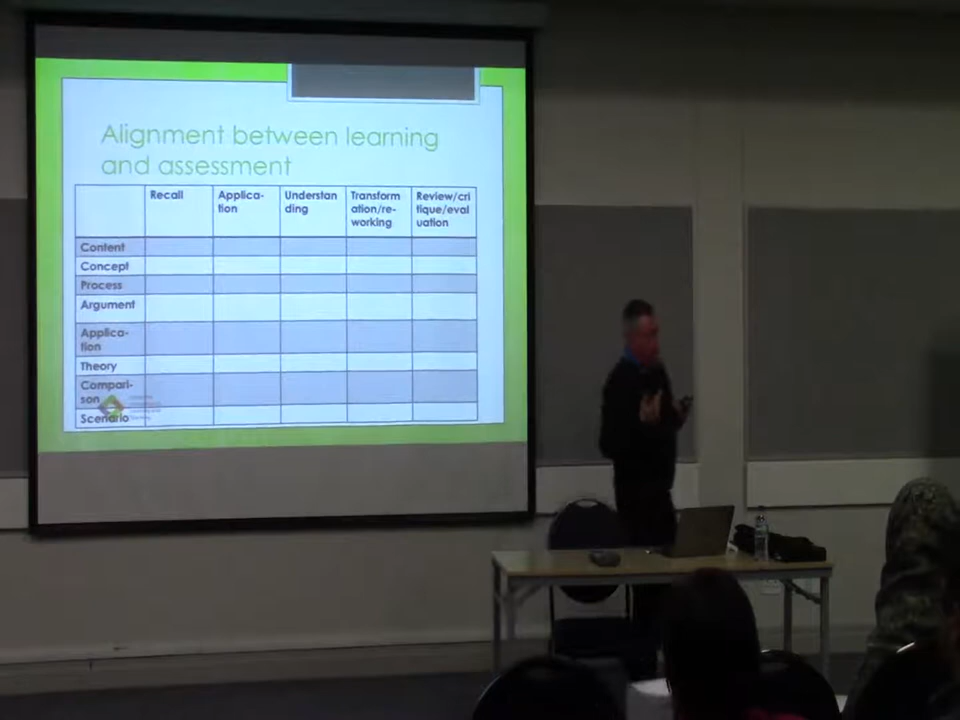 Alignment between learning
and assessment
Recall
Applica-
tion
Understan
ding
Transform
ation/re-
working
Review/cri
tique/eval
uation
Content
Concept
Process
Argument
Applica-
tion
Theory
Compari-
son
Scenario